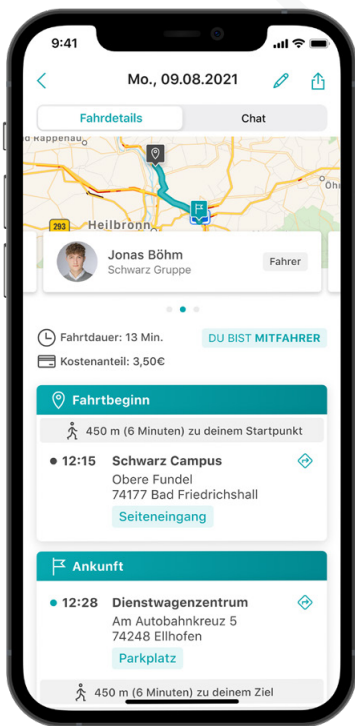 9:41
Mo., 09.08.2021
Fahrdetails
Chat
Rappenau
293
Heilbronn
Jonas Böhm
Schwarz Gruppe
Fahrer
Fahrtdauer: 13 Min.
DU BIST MITFAHRER
Kostenanteil: 3,50€
Fahrtbeginn
450 m (6 Minuten) zu deinem Startpunkt
12:15 Schwarz Campus
Obere Fundel
74177 Bad Friedrichshall
Seiteneingang
Ankunft
12:28 Dienstwagenzentrum
Am Autobahnkreuz 5
74248 Ellhofen
Parkplatz
450 m (6 Minuten) zu deinem Ziel